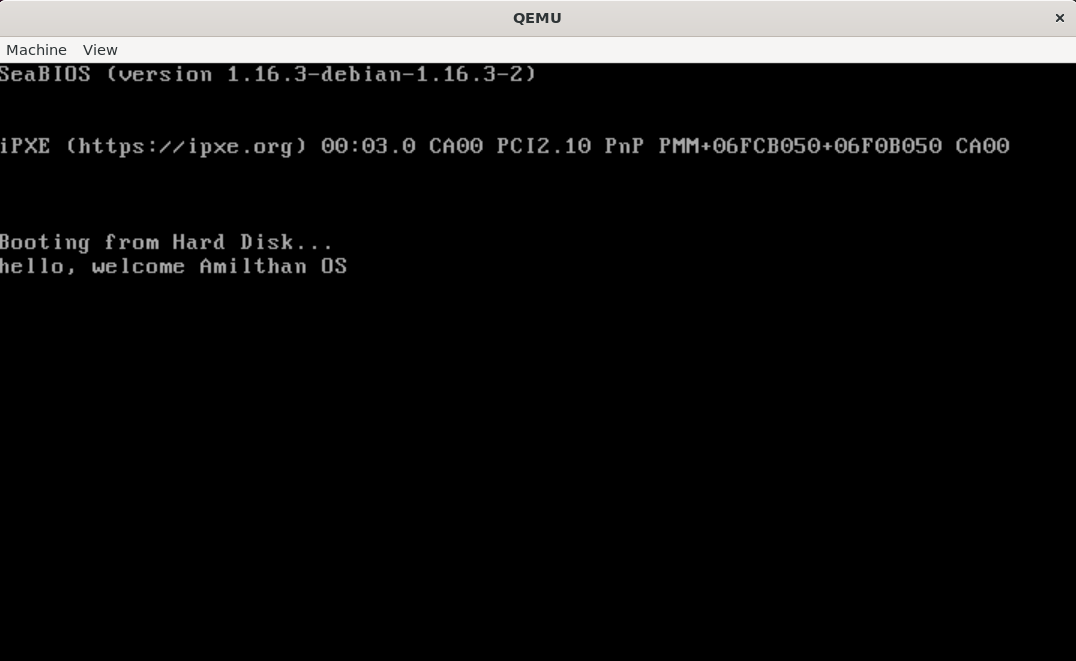 QEMU
×
Machine View
SeaBIOS (version 1.16.3-debian-1.16.3-2)
iPXE (https://ipxe.org) 00:03.0 CA00 PCI2.10 PnP PMM+06FCB050+06F0B050 CA00
Booting from Hard Disk...
hello, welcome Amilthan OS